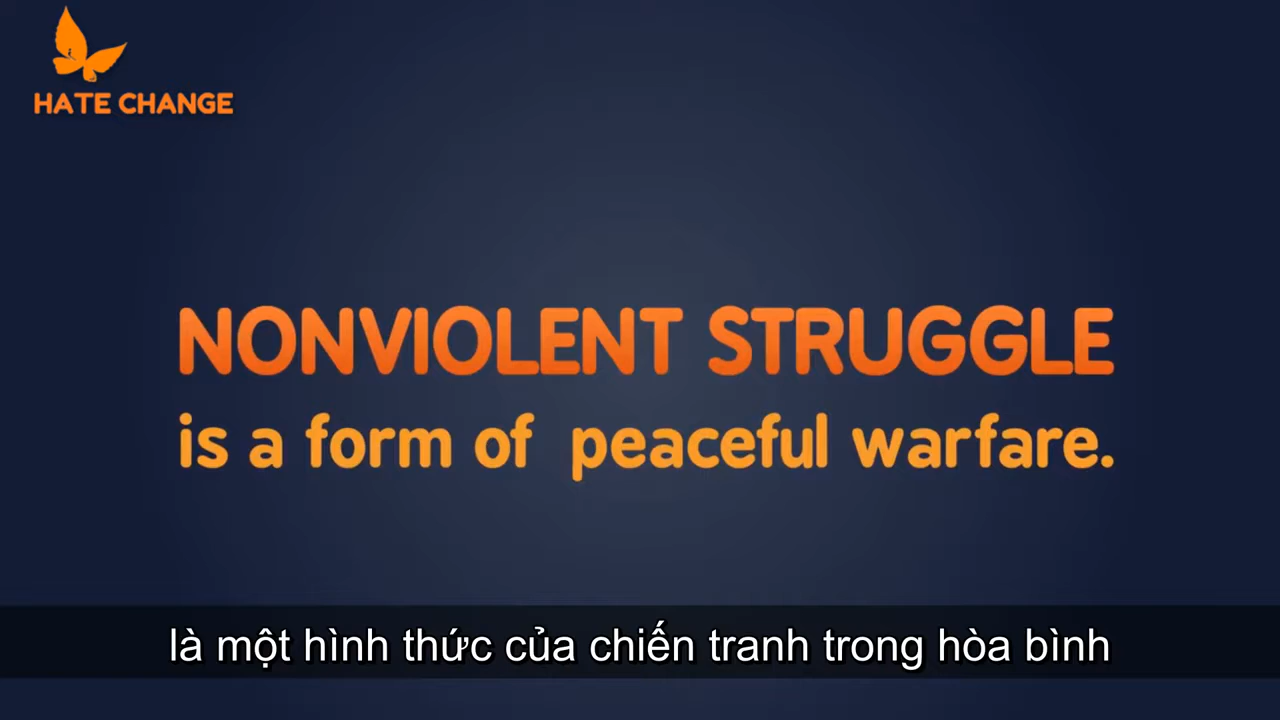 HATE CHANGE
NONVIOLENT STRUGGLE
is a form of peaceful warfare.
là một hình thức của chiến tranh trong hòa bình